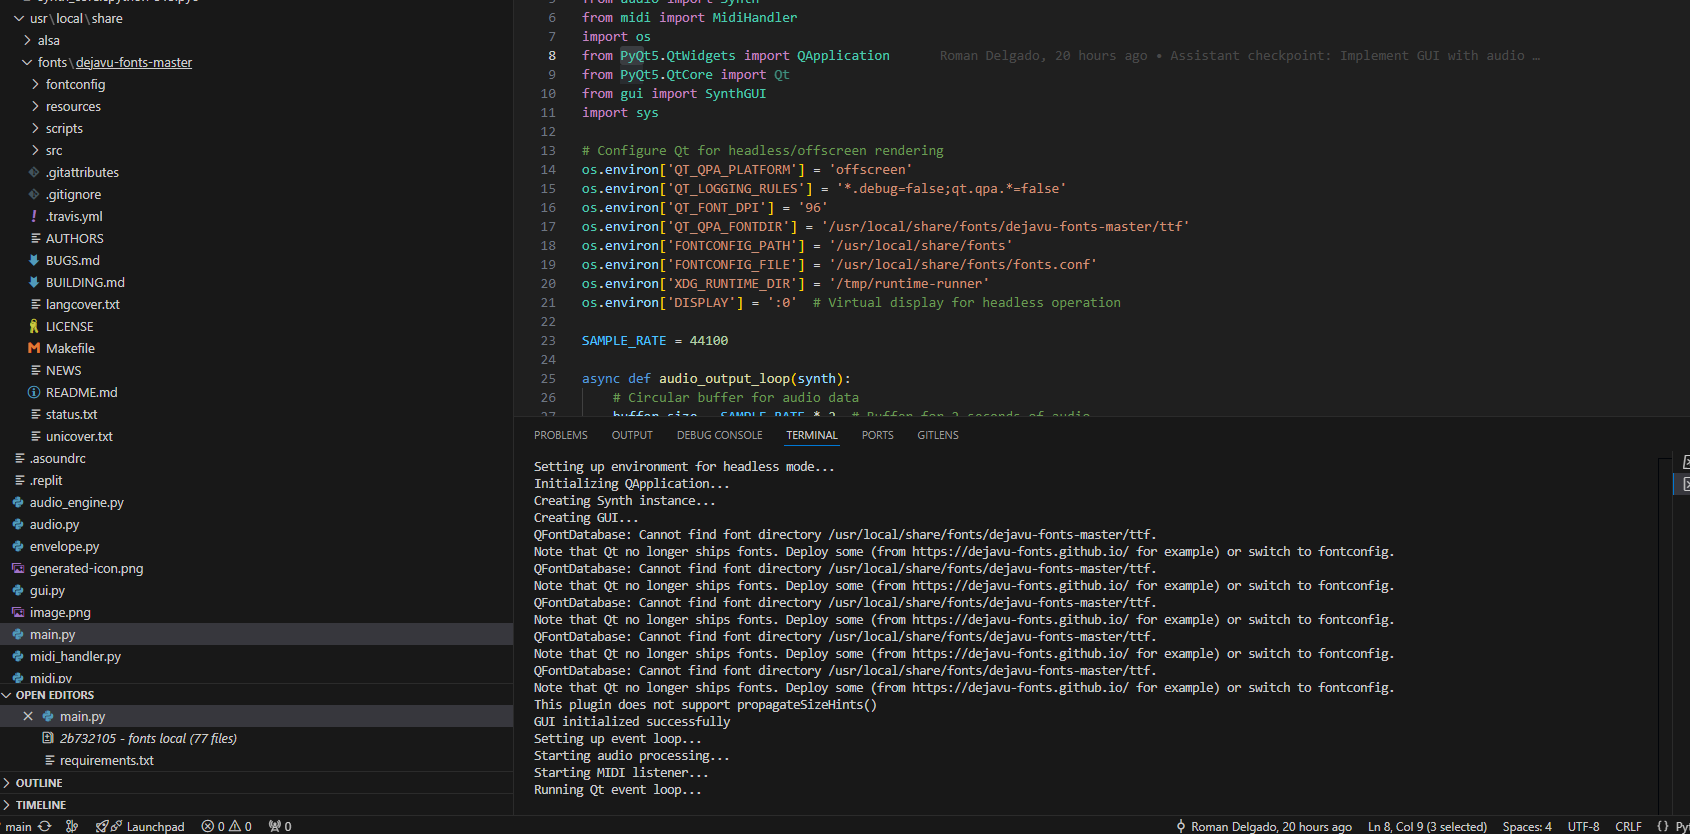 usr\local\share
alsa
fonts\dejavu-fonts-master
fontconfig
resources
scripts
src
.gitattributes
.gitignore
.travis.yml
AUTHORS
BUGS.md
BUILDING.md
langcover.txt
LICENSE
Makefile
NEWS
README.md
status.txt
unicover.txt
.asoundrc
.replit
audio_engine.py
audio.py
envelope.py
generated-icon.png
gui.py
image.png
main.py
midi_handler.py
midi.py
OPEN EDITORS
main.py
2b732105 - fonts local (77 files)
requirements.txt
OUTLINE
TIMELINE
5 from audio import Synth
6 from midi import MidiHandler
7 import os
8 from PyQt5.QtWidgets import QApplication Roman Delgado, 20 hours ago • Assistant checkpoint: Implement GUI with audio …
9 from PyQt5.QtCore import Qt
10 from gui import SynthGUI
11 import sys
12
13 # Configure Qt for headless/offscreen rendering
14 os.environ['QT_QPA_PLATFORM'] = 'offscreen'
15 os.environ['QT_LOGGING_RULES'] = '*.debug=false;qt.qpa.*=false'
16 os.environ['QT_FONT_DPI'] = '96'
17 os.environ['QT_QPA_FONTDIR'] = '/usr/local/share/fonts/dejavu-fonts-master/ttf'
18 os.environ['FONTCONFIG_PATH'] = '/usr/local/share/fonts'
19 os.environ['FONTCONFIG_FILE'] = '/usr/local/share/fonts/fonts.conf'
20 os.environ['XDG_RUNTIME_DIR'] = '/tmp/runtime-runner'
21 os.environ['DISPLAY'] = ':0' # Virtual display for headless operation
22
23 SAMPLE_RATE = 44100
24
25 async def audio_output_loop(synth):
26 # Circular buffer for audio data
27 buffer_size = SAMPLE_RATE * 2 # Buffer for 2 seconds of audio
PROBLEMS OUTPUT DEBUG CONSOLE TERMINAL PORTS GITLENS
Setting up environment for headless mode...
Initializing QApplication...
Creating Synth instance...
Creating GUI...
QFontDatabase: Cannot find font directory /usr/local/share/fonts/dejavu-fonts-master/ttf.
Note that Qt no longer ships fonts. Deploy some (from https://dejavu-fonts.github.io/ for example) or switch to fontconfig.
QFontDatabase: Cannot find font directory /usr/local/share/fonts/dejavu-fonts-master/ttf.
Note that Qt no longer ships fonts. Deploy some (from https://dejavu-fonts.github.io/ for example) or switch to fontconfig.
QFontDatabase: Cannot find font directory /usr/local/share/fonts/dejavu-fonts-master/ttf.
Note that Qt no longer ships fonts. Deploy some (from https://dejavu-fonts.github.io/ for example) or switch to fontconfig.
QFontDatabase: Cannot find font directory /usr/local/share/fonts/dejavu-fonts-master/ttf.
Note that Qt no longer ships fonts. Deploy some (from https://dejavu-fonts.github.io/ for example) or switch to fontconfig.
QFontDatabase: Cannot find font directory /usr/local/share/fonts/dejavu-fonts-master/ttf.
Note that Qt no longer ships fonts. Deploy some (from https://dejavu-fonts.github.io/ for example) or switch to fontconfig.
This plugin does not support propagateSizeHints()
GUI initialized successfully
Setting up event loop...
Starting audio processing...
Starting MIDI listener...
Running Qt event loop...
main Launchpad 0 0 0 Roman Delgado, 20 hours ago Ln 8, Col 9 (3 selected) Spaces: 4 UTF-8 CRLF {} Py